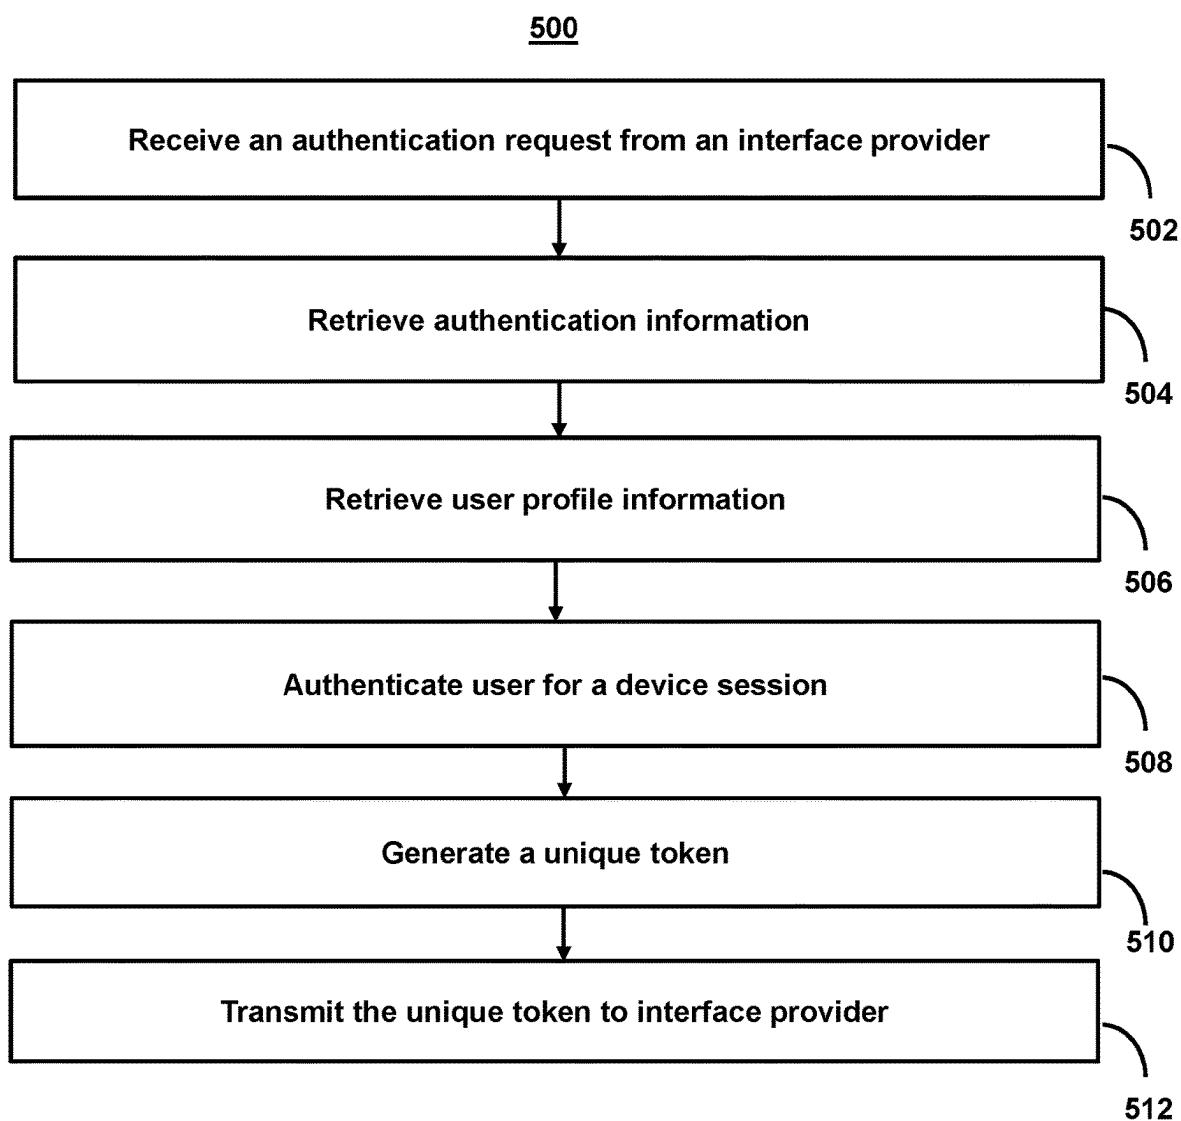 500
Receive an authentication request from an interface provider
502
Retrieve authentication information
504
Retrieve user profile information
506
Authenticate user for a device session
508
Generate a unique token
510
Transmit the unique token to interface provider
512